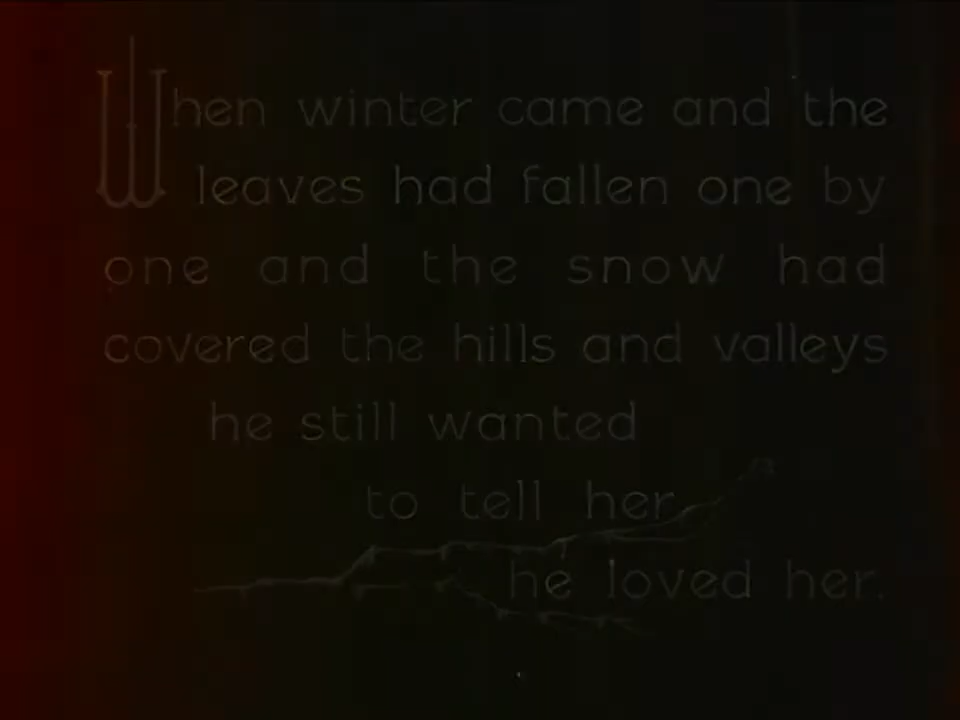 When winter came and the
leaves had fallen one by
one and the snow had
covered the hills and valleys
he still wanted
to tell her
he loved her.